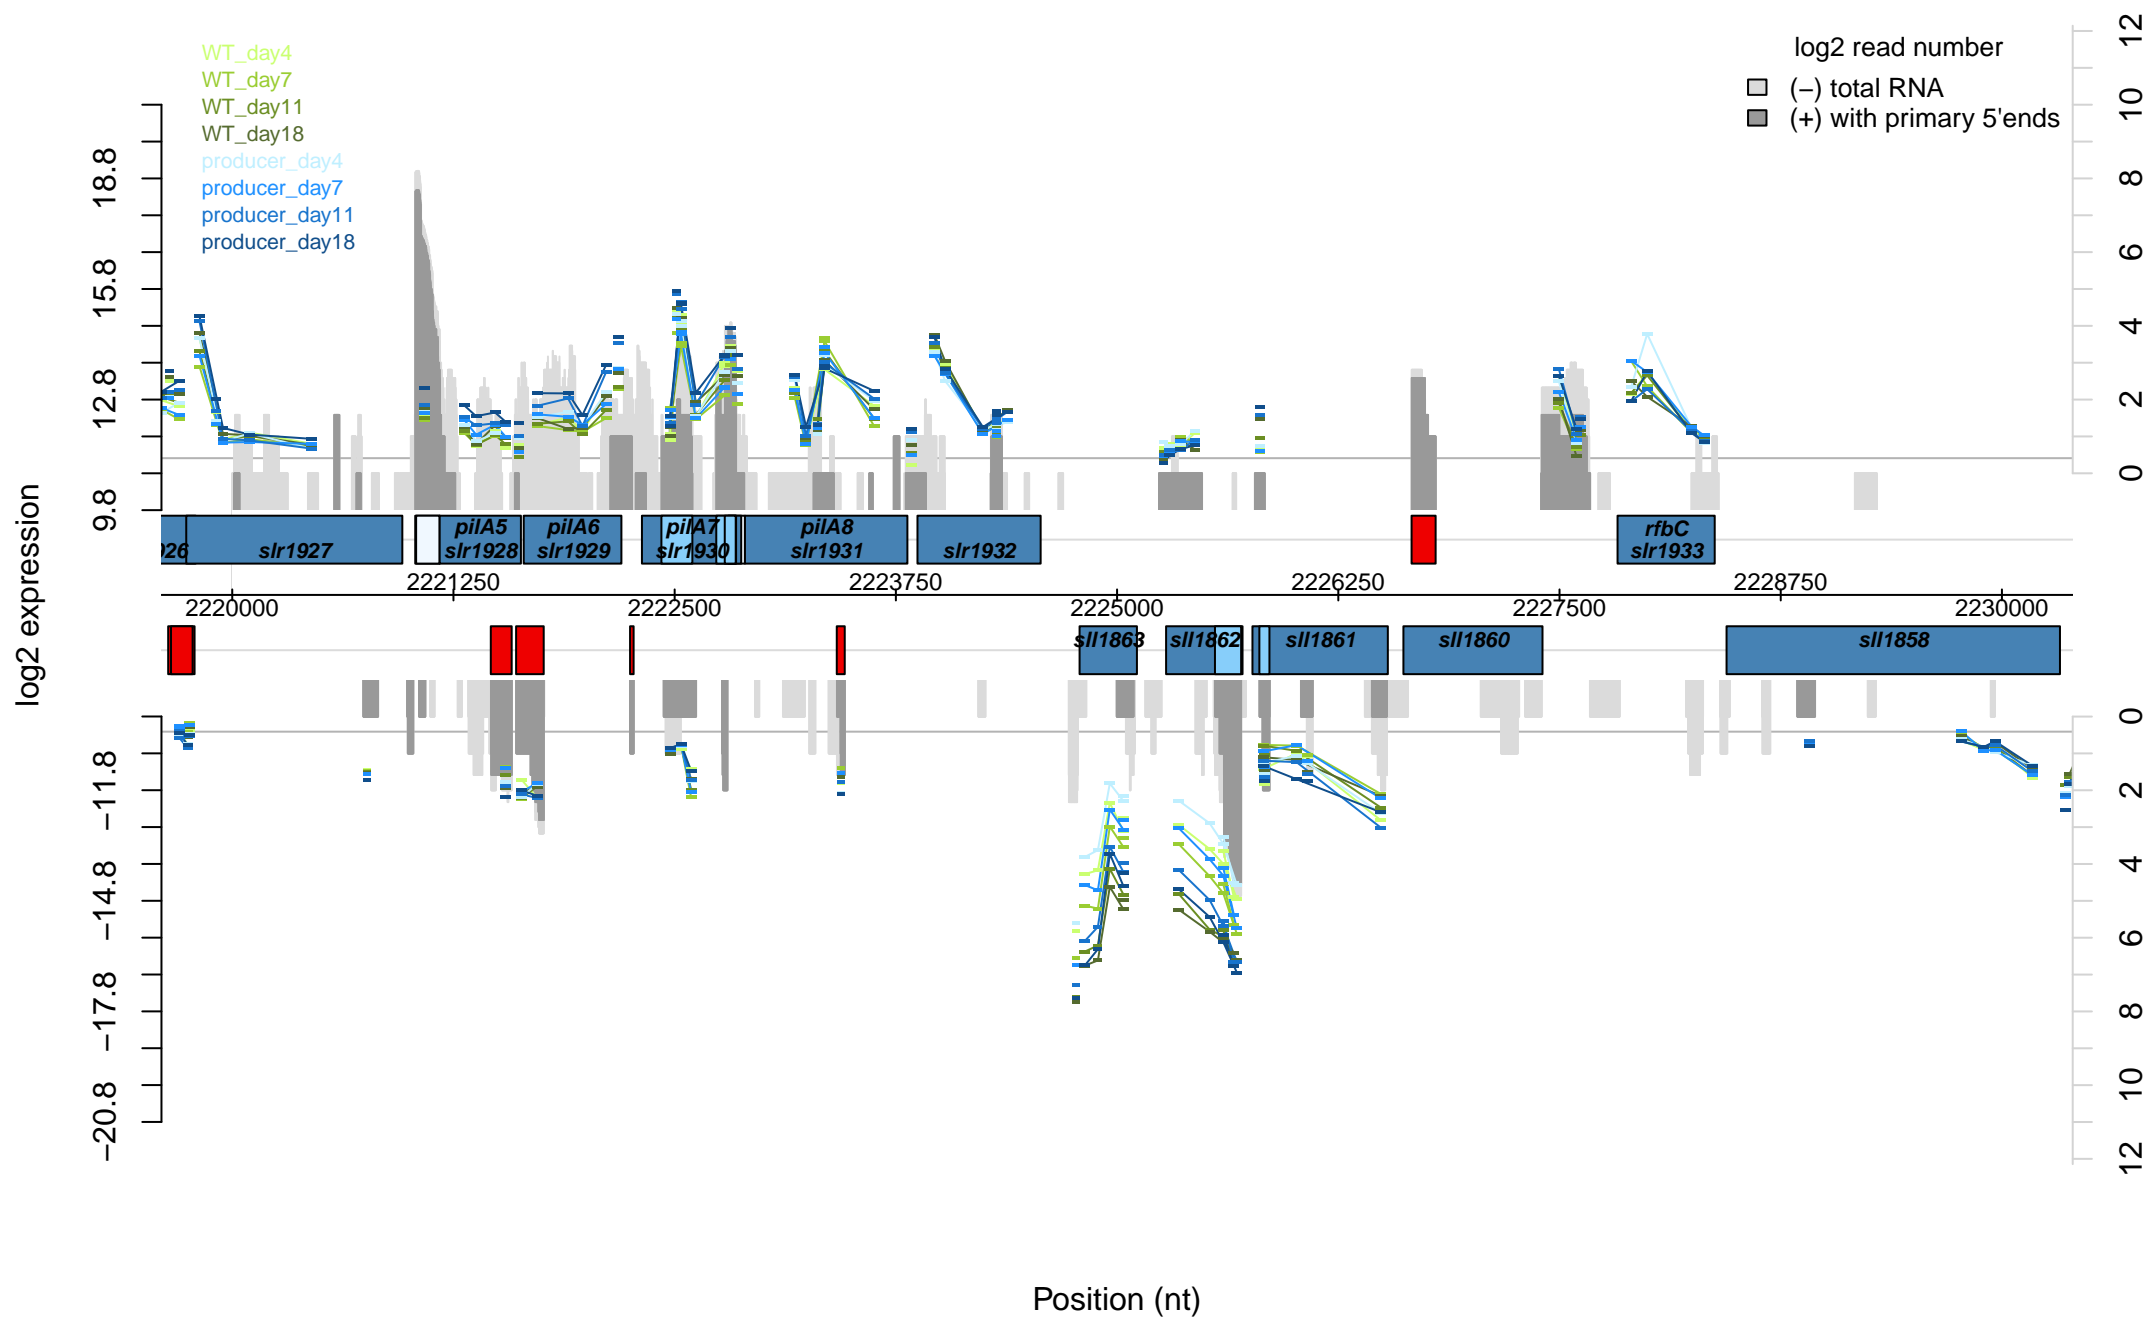 WT_day4
WT_day7
WT_day11
WT_day18
producer_day4
producer_day7
producer_day11
producer_day18
log2 read number
(−) total RNA
(+) with primary 5'ends
log2 expression
18.8
15.8
12.8
9.8
12
10
8
6
4
2
0
026
slr1927
pilA5
slr1928
pilA6
slr1929
pilA7
slr1930
pilA8
slr1931
slr1932
rfbC
slr1933
2221250 2223750 2226250 2228750
2220000 2222500 2225000 2227500 2230000
sll1863 sll1862 sll1861 sll1860 sll1858
−11.8
−14.8
−17.8
−20.8
0
2
4
6
8
10
12
Position (nt)